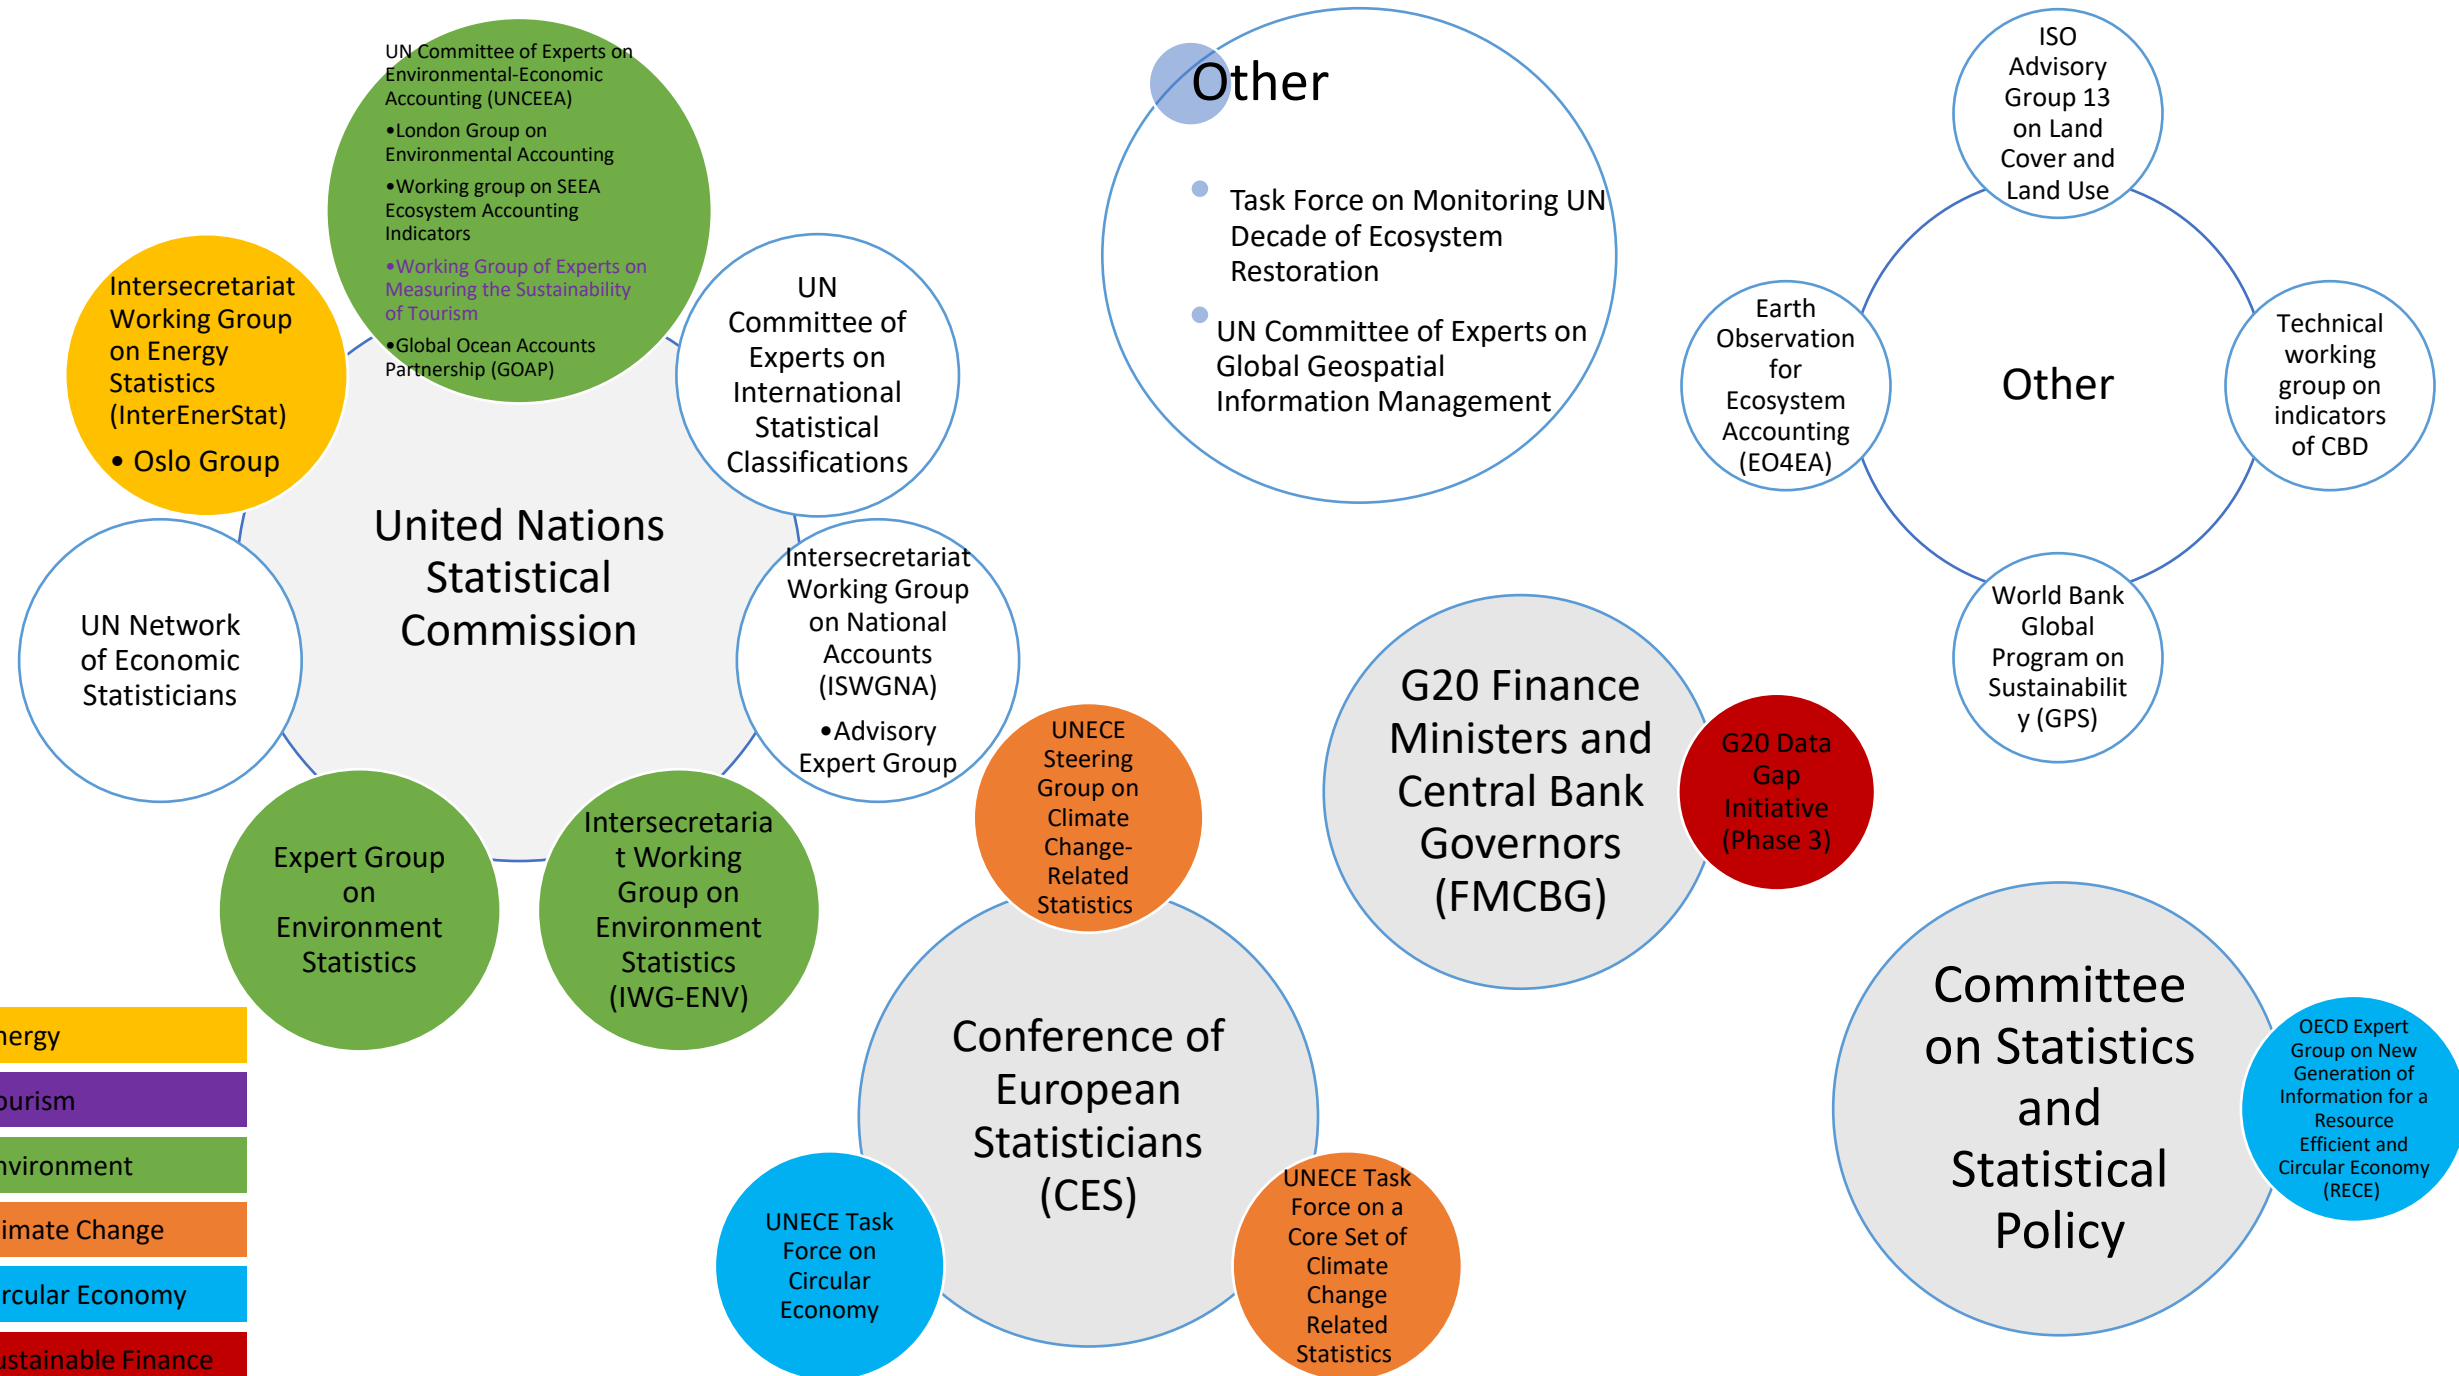 UN Committee of Experts on
Environmental-Economic
Accounting (UNCEEA)
•London Group on
Environmental Accounting
•Working group on SEEA
Ecosystem Accounting
Indicators
•Working Group of Experts on
Measuring the Sustainability
of Tourism
•Global Ocean Accounts
Partnership (GOAP)
Intersecretariat
Working Group
on Energy
Statistics
(InterEnerStat)
• Oslo Group
UN
Committee of
Experts on
International
Statistical
Classifications
United Nations
Statistical
Commission
UN Network
of Economic
Statisticians
Intersecretariat
Working Group
on National
Accounts
(ISWGNA)
•Advisory
Expert Group
Expert Group
on
Environment
Statistics
Intersecretaria
t Working
Group on
Environment
Statistics
(IWG-ENV)
Other
• Task Force on Monitoring UN
Decade of Ecosystem
Restoration
• UN Committee of Experts on
Global Geospatial
Information Management
ISO
Advisory
Group 13
on Land
Cover and
Land Use
Earth
Observation
for
Ecosystem
Accounting
(EO4EA)
Other
Technical
working
group on
indicators
of CBD
World Bank
Global
Program on
Sustainabilit
y (GPS)
G20 Finance
Ministers and
Central Bank
Governors
(FMCBG)
G20 Data
Gap
Initiative
(Phase 3)
UNECE
Steering
Group on
Climate
Change-
Related
Statistics
Conference of
European
Statisticians
(CES)
UNECE Task
Force on
Circular
Economy
UNECE Task
Force on a
Core Set of
Climate
Change
Related
Statistics
Committee
on Statistics
and
Statistical
Policy
OECD Expert
Group on New
Generation of
Information for a
Resource
Efficient and
Circular Economy
(RECE)
nergy
ourism
nvironment
imate Change
rcular Economy
ustainable Finance